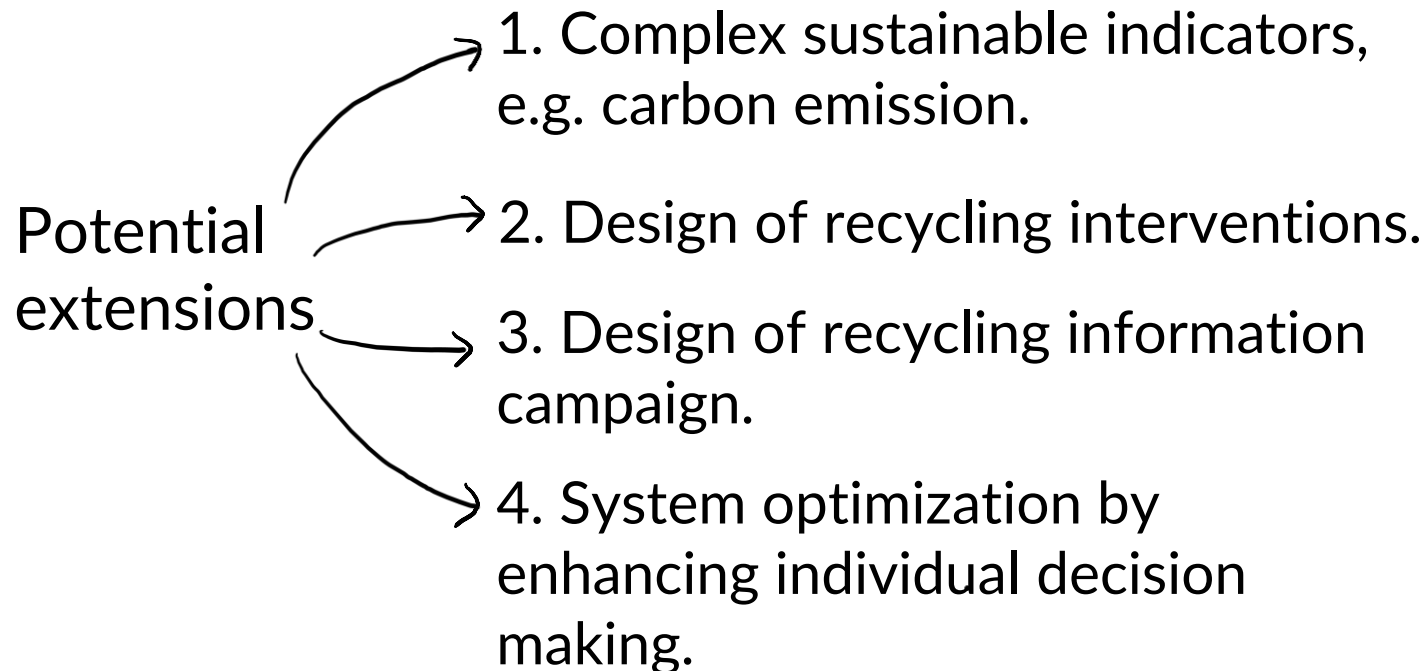 Potential
extensions
1. Complex sustainable indicators,
e.g. carbon emission.
2. Design of recycling interventions.
3. Design of recycling information
campaign.
4. System optimization by
enhancing individual decision
making.